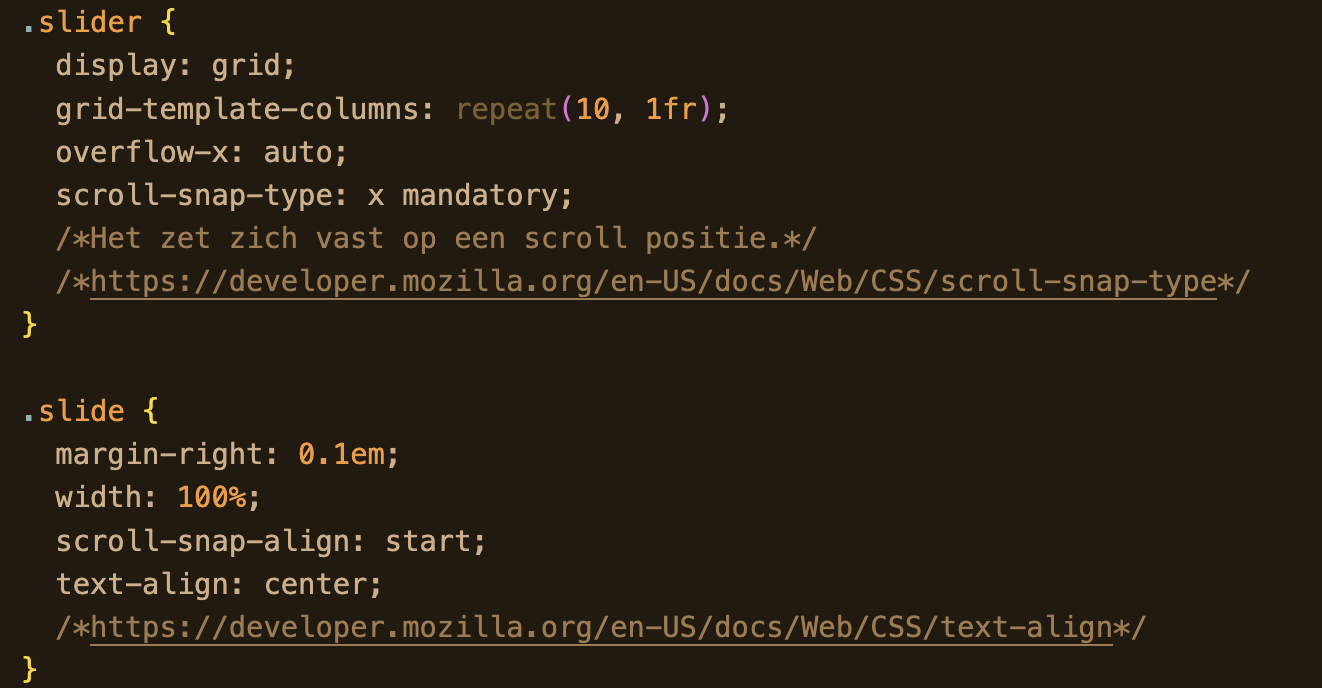 .slider {
  display: grid;
  grid-template-columns: repeat(10, 1fr);
  overflow-x: auto;
  scroll-snap-type: x mandatory;
  /*Het zet zich vast op een scroll positie.*/
  /*https://developer.mozilla.org/en-US/docs/Web/CSS/scroll-snap-type*/
}

.slide {
  margin-right: 0.1em;
  width: 100%;
  scroll-snap-align: start;
  text-align: center;
  /*https://developer.mozilla.org/en-US/docs/Web/CSS/text-align*/
}